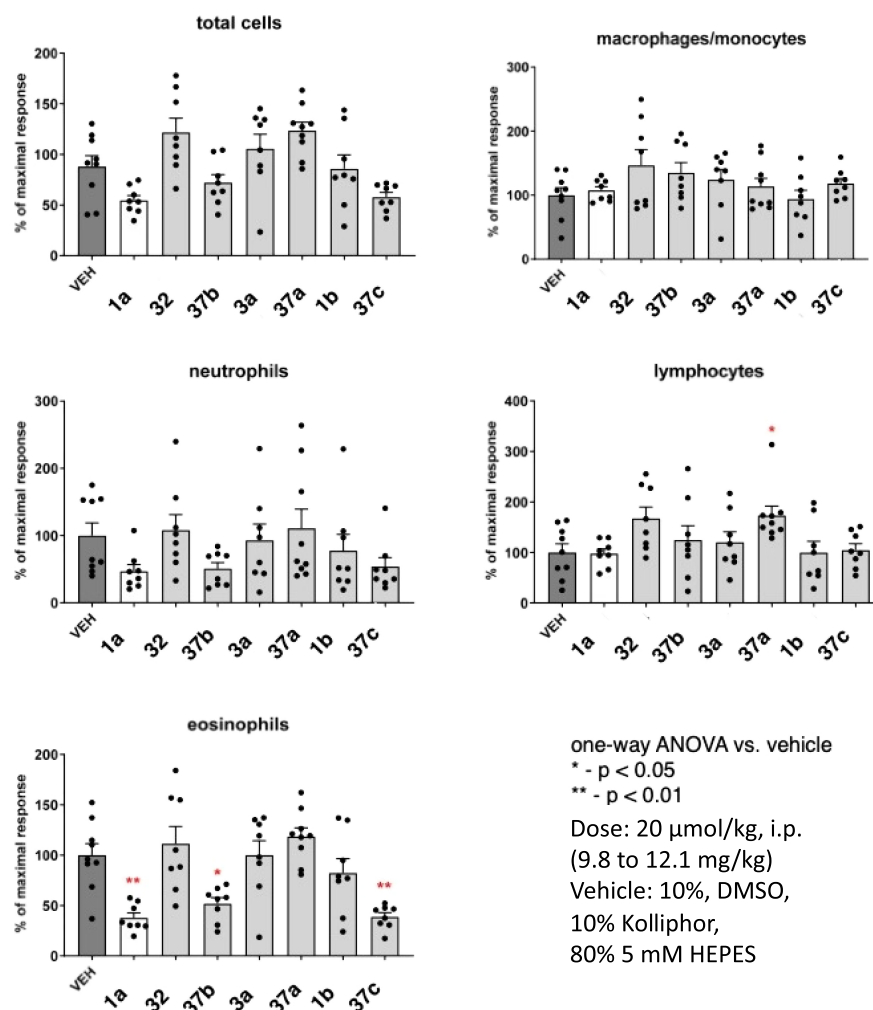 total cells
% of maximal response
200
150
100
50
0
VEH 1a 32 37b 3a 37a 1b 37c
macrophages/monocytes
% of maximal response
300
200
100
0
VEH 1a 32 37b 3a 37a 1b 37c
neutrophils
% of maximal response
300
200
100
0
VEH 1a 32 37b 3a 37a 1b 37c
lymphocytes
% of maximal response
400
300
200
100
0
*
VEH 1a 32 37b 3a 37a 1b 37c
eosinophils
% of maximal response
200
150
100
50
0
** * **
VEH 1a 32 37b 3a 37a 1b 37c
one-way ANOVA vs. vehicle
* - p < 0.05
** - p < 0.01
Dose: 20 µmol/kg, i.p.
(9.8 to 12.1 mg/kg)
Vehicle: 10%, DMSO,
10% Kolliphor,
80% 5 mM HEPES